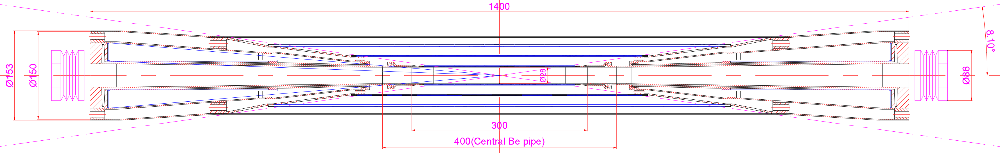 1400
8.10°
Ø153
Ø150
Ø28
Ø86
300
400(Central Be pipe)